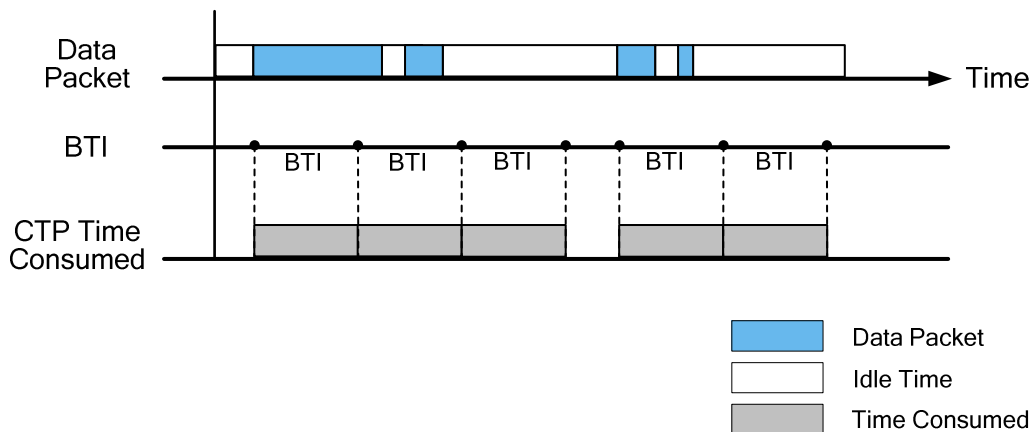 Data
Packet
Time
BTI
BTI
BTI
BTI
BTI
BTI
CTP Time
Consumed
Data Packet
Idle Time
Time Consumed